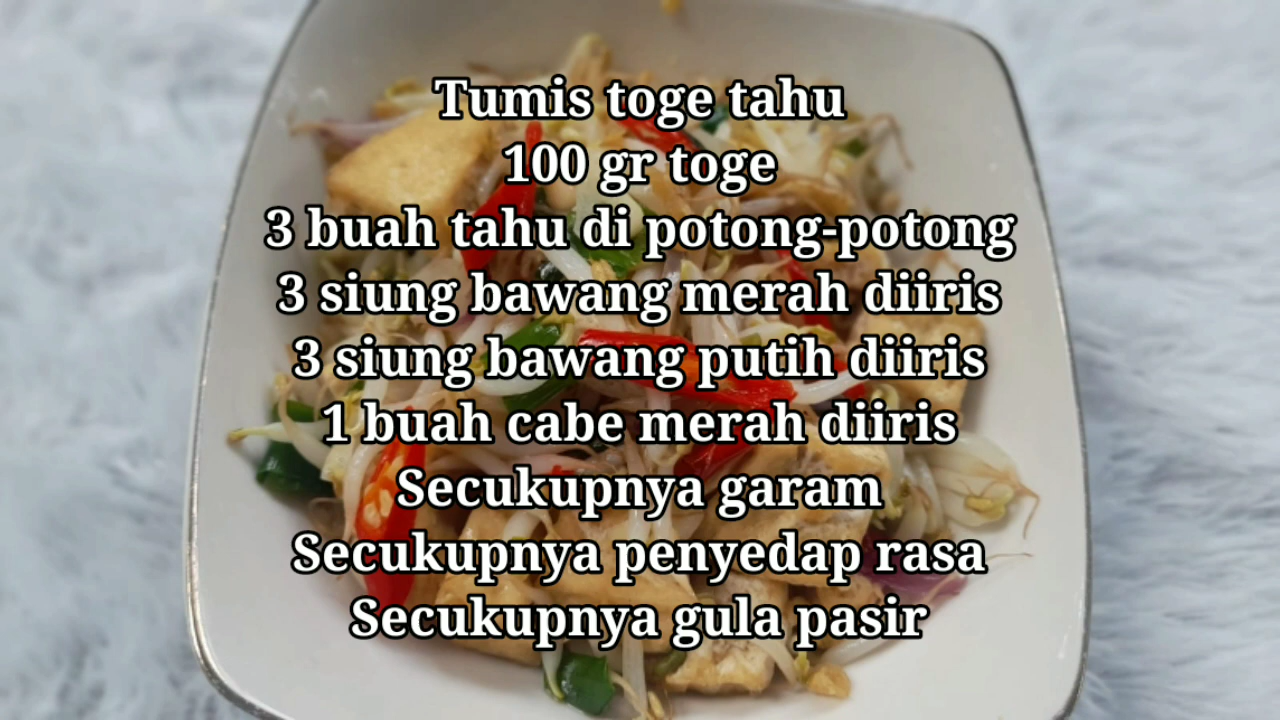 Tumis toge tahu
100 gr toge
3 buah tahu di potong-potong
3 siung bawang merah diiris
3 siung bawang putih diiris
1 buah cabe merah diiris
Secukupnya garam
Secukupnya penyedap rasa
Secukupnya gula pasir